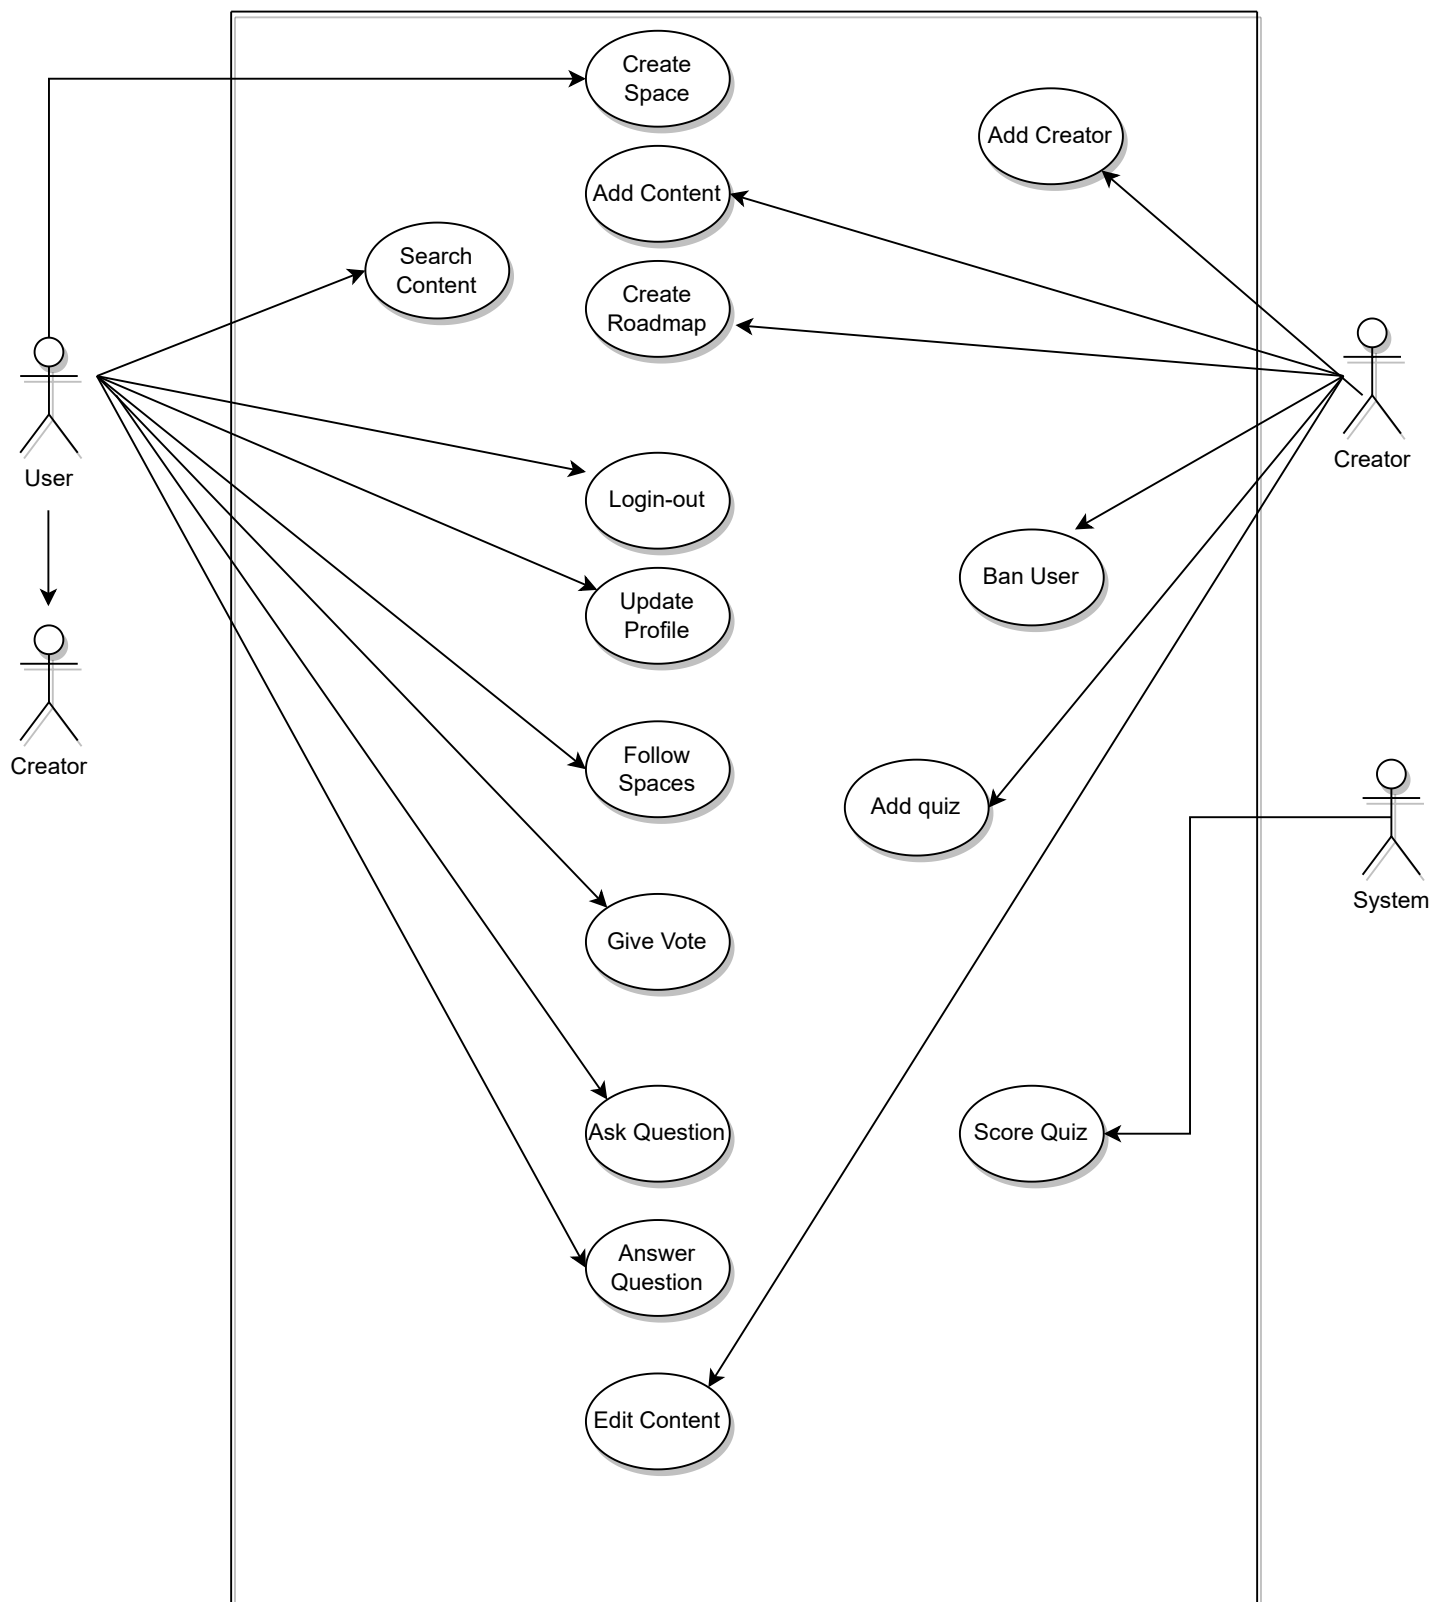 Create
Space
Add Creator
Add Content
Search
Content
Create
Roadmap
User
Creator
Login-out
Ban User
Update
Profile
Creator
Follow
Spaces
Add quiz
System
Give Vote
Ask Question
Score Quiz
Answer
Question
Edit Content